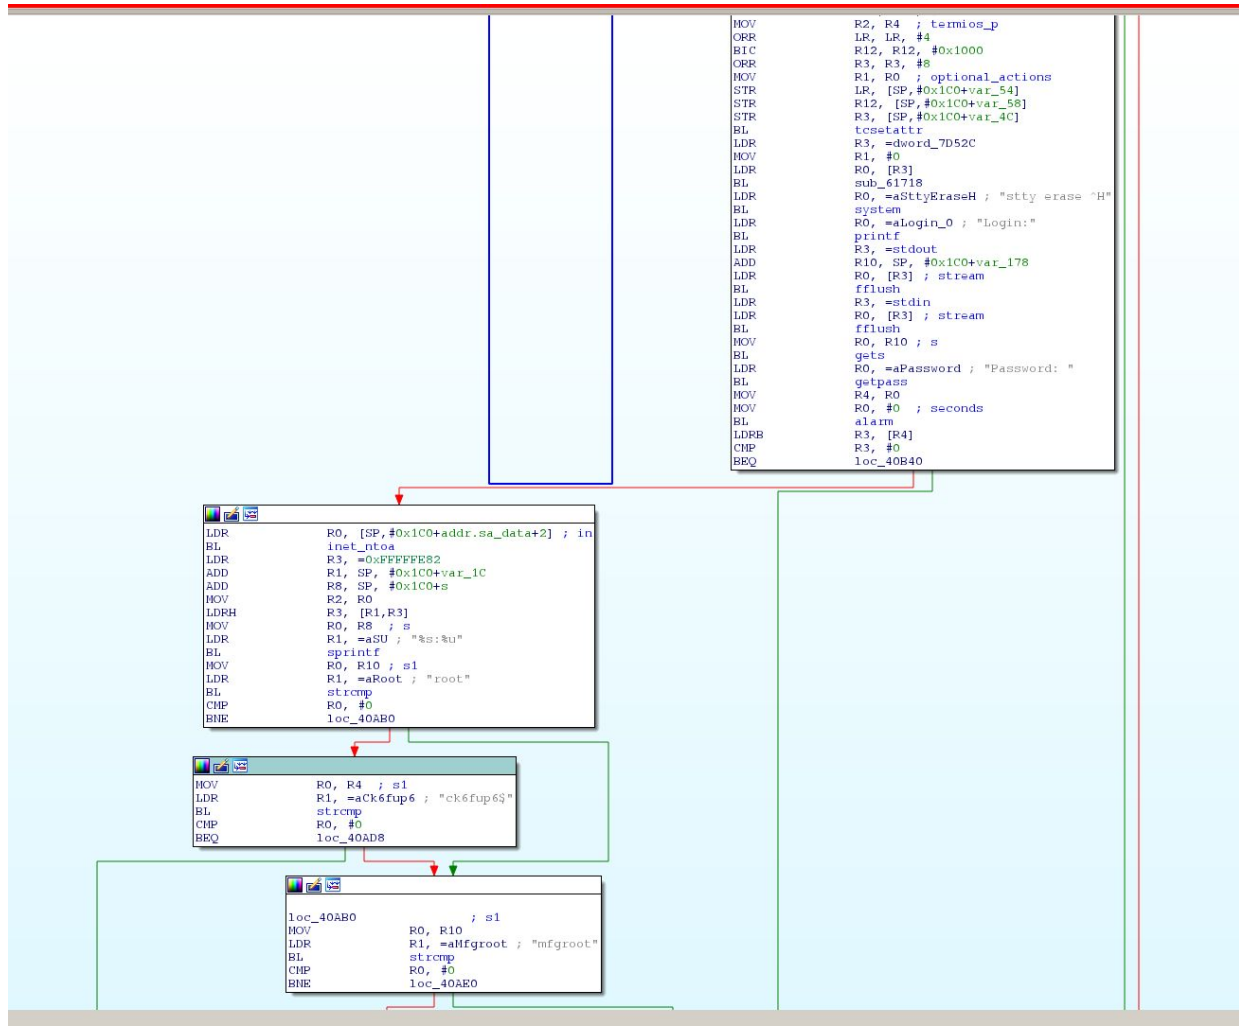 MOV R2, R4 ; termios_p
ORR LR, LR, #4
BIC R12, R12, #0x1000
ORR R3, R3, #8
MOV R1, R0 ; optional_actions
STR LR, [SP,#0x1C0+var_54]
STR R12, [SP,#0x1C0+var_58]
STR R3, [SP,#0x1C0+var_4C]
BL tcsetattr
LDR R3, =dword_7D52C
MOV R1, #0
LDR R0, [R3]
BL sub_61718
LDR R0, =aSttyEraseH ; "stty erase ^H"
BL system
LDR R0, =aLogin_0 ; "Login:"
BL printf
LDR R3, =stdout
ADD R10, SP, #0x1C0+var_178
LDR R0, [R3] ; stream
BL fflush
LDR R3, =stdin
LDR R0, [R3] ; stream
BL fflush
MOV R0, R10 ; s
BL gets
LDR R0, =aPassword ; "Password: "
BL getpass
MOV R4, R0
MOV R0, #0 ; seconds
BL alarm
LDRB R3, [R4]
CMP R3, #0
BEQ loc_40B40
LDR R0, [SP,#0x1C0+addr.sa_data+2] ; in
BL inet_ntoa
LDR R3, =0xFFFFFE82
ADD R1, SP, #0x1C0+var_1C
ADD R8, SP, #0x1C0+s
MOV R2, R0
LDRH R3, [R1,R3]
MOV R0, R8 ; s
LDR R1, =aSU ; "%s:%u"
BL sprintf
MOV R0, R10 ; s1
LDR R1, =aRoot ; "root"
BL strcmp
CMP R0, #0
BNE loc_40AB0
MOV R0, R4 ; s1
LDR R1, =aCk6fup6 ; "ck6fup6$"
BL strcmp
CMP R0, #0
BEQ loc_40AD8
loc_40AB0 ; s1
MOV R0, R10
LDR R1, =aMfgroot ; "mfgroot"
BL strcmp
CMP R0, #0
BNE loc_40AE0